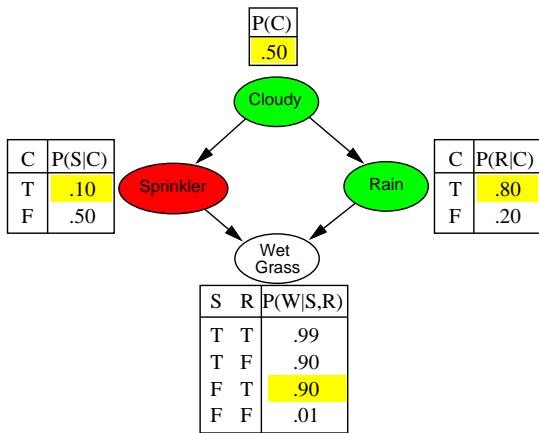 P(C)
.50
Cloudy
C P(S|C)
T .10
F .50
Sprinkler
Rain
C P(R|C)
T .80
F .20
Wet
Grass
S R P(W|S,R)
T T .99
T F .90
F T .90
F F .01